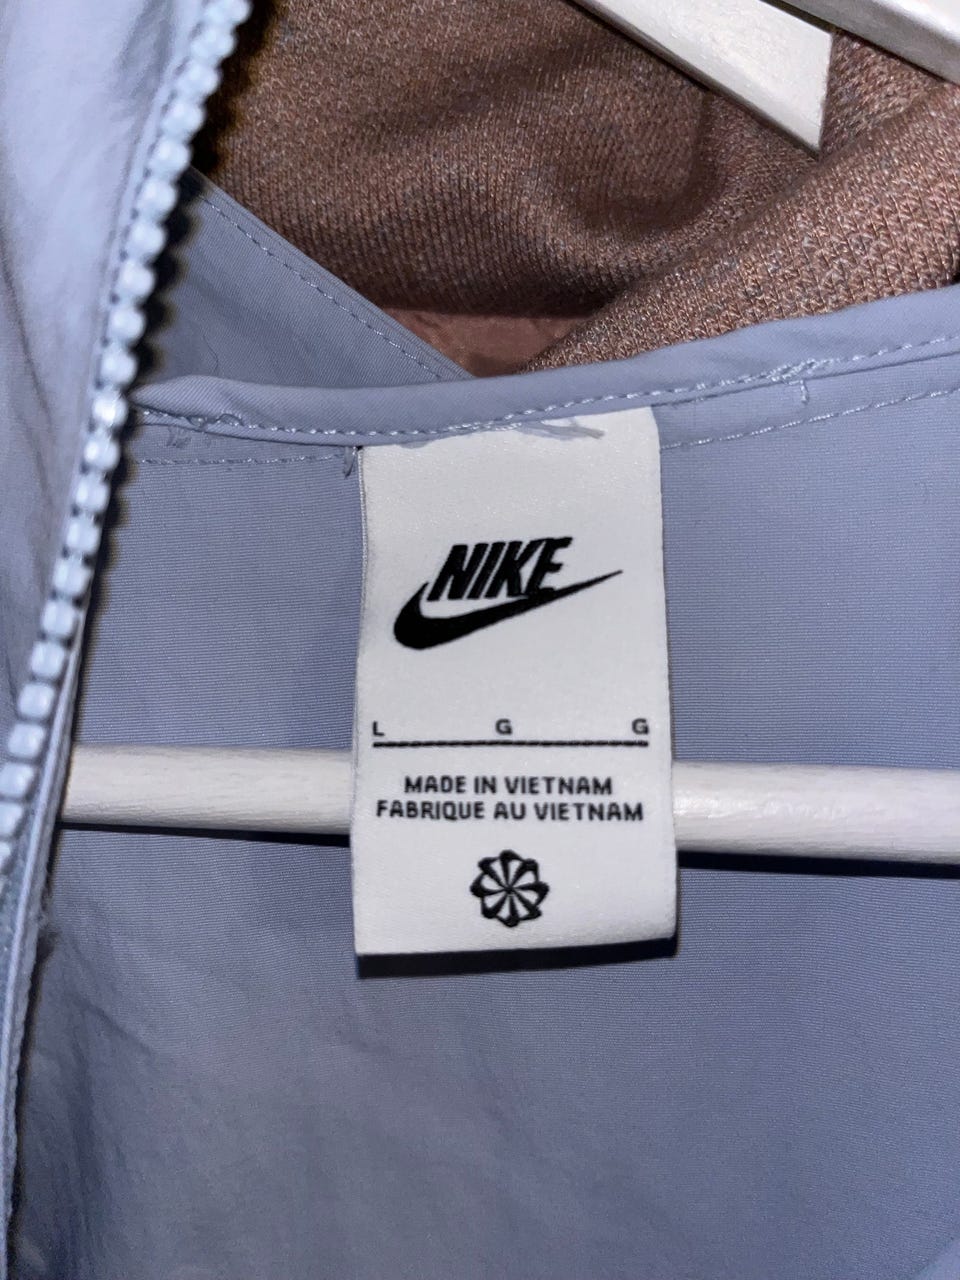 NIKE
L G G
MADE IN VIETNAM
FABRIQUE AU VIETNAM